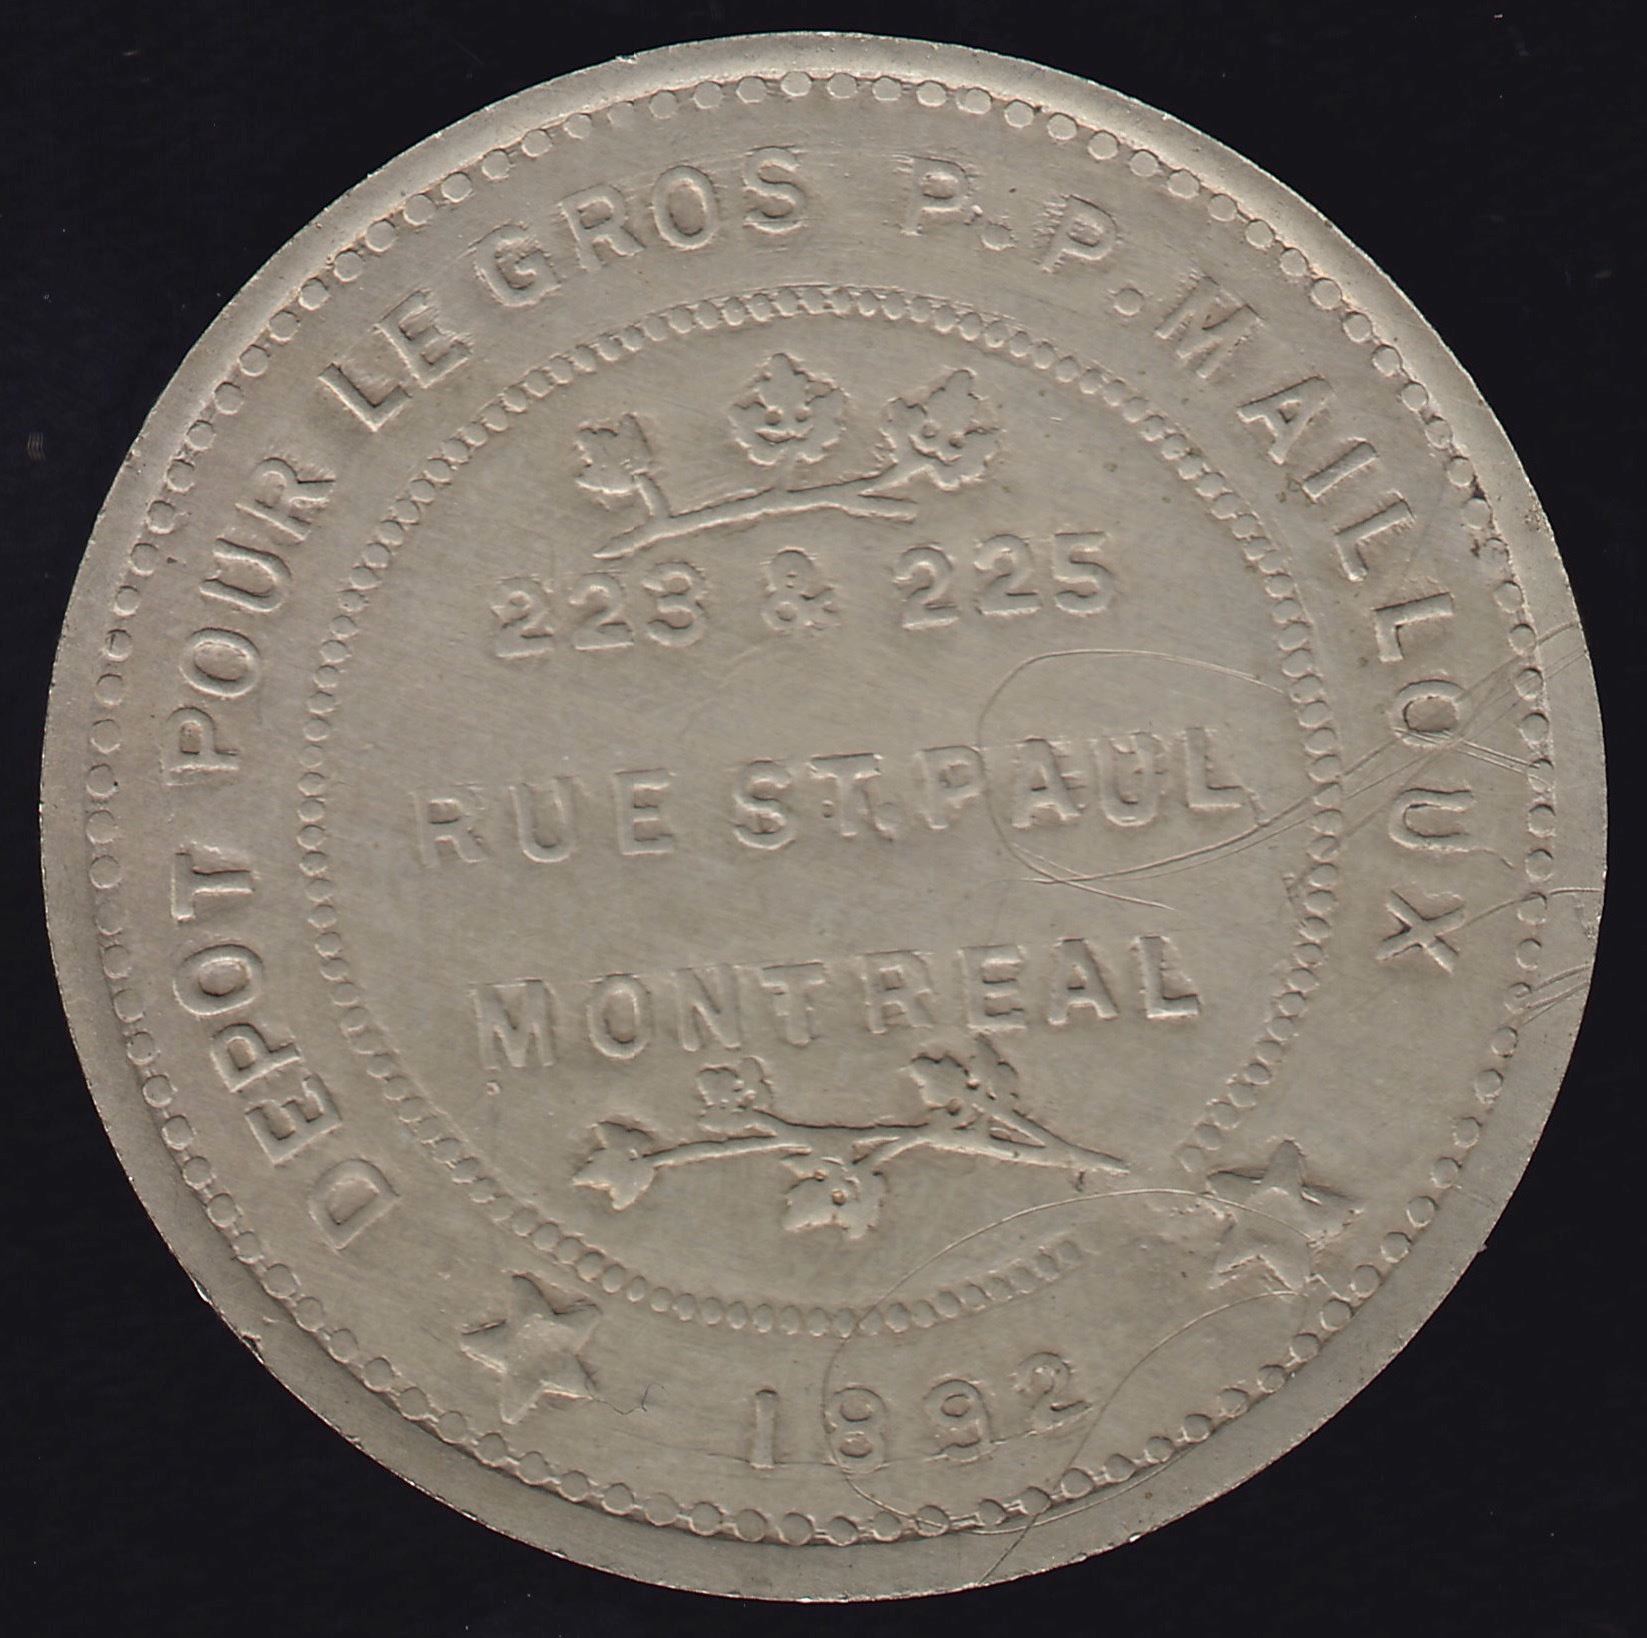 DEPOT POUR LE GROS P.P. MAILLOUX
223 & 225
RUE ST. PAUL
MONTREAL
1892